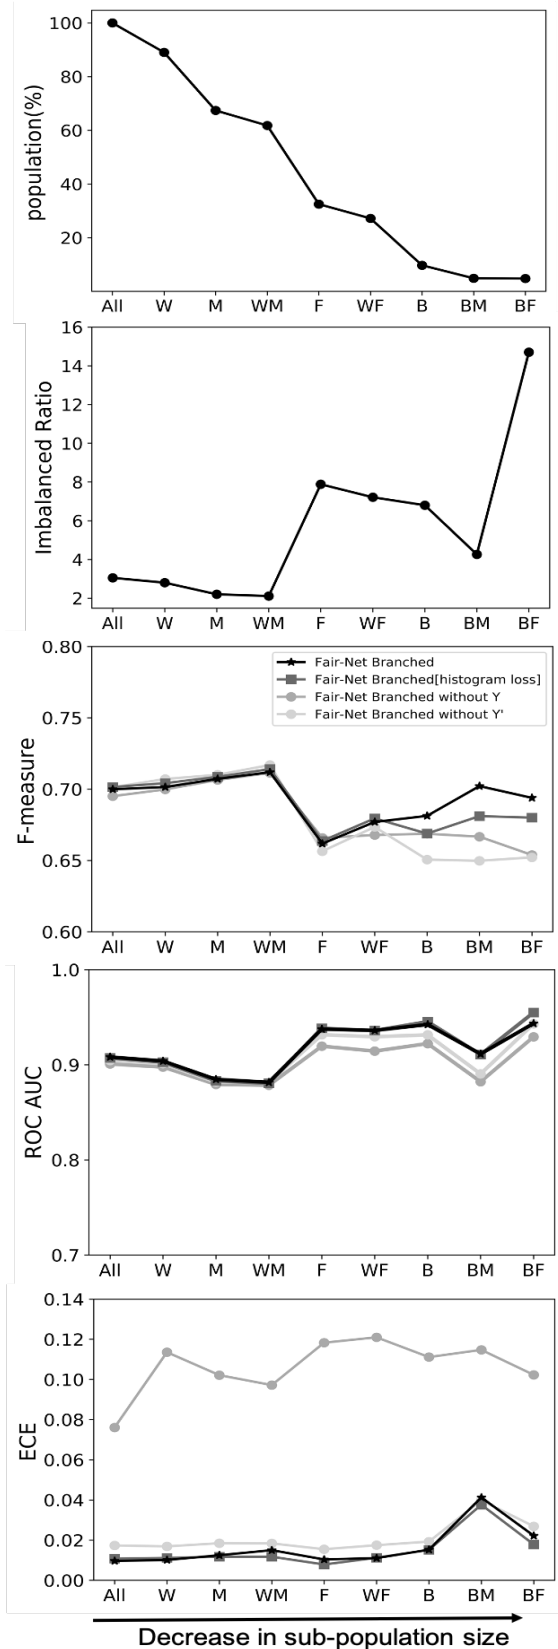 population(%)
100
80
60
40
20
All W M WM F WF B BM BF
Imbalanced Ratio
16
14
12
10
8
6
4
2
All W M WM F WF B BM BF
F-measure
0.80
0.75
0.70
0.65
0.60
Fair-Net Branched
Fair-Net Branched[histogram loss]
Fair-Net Branched without Y
Fair-Net Branched without Y'
All W M WM F WF B BM BF
ROC AUC
1.0
0.9
0.8
0.7
All W M WM F WF B BM BF
ECE
0.14
0.12
0.10
0.08
0.06
0.04
0.02
0.00
All W M WM F WF B BM BF
Decrease in sub-population size